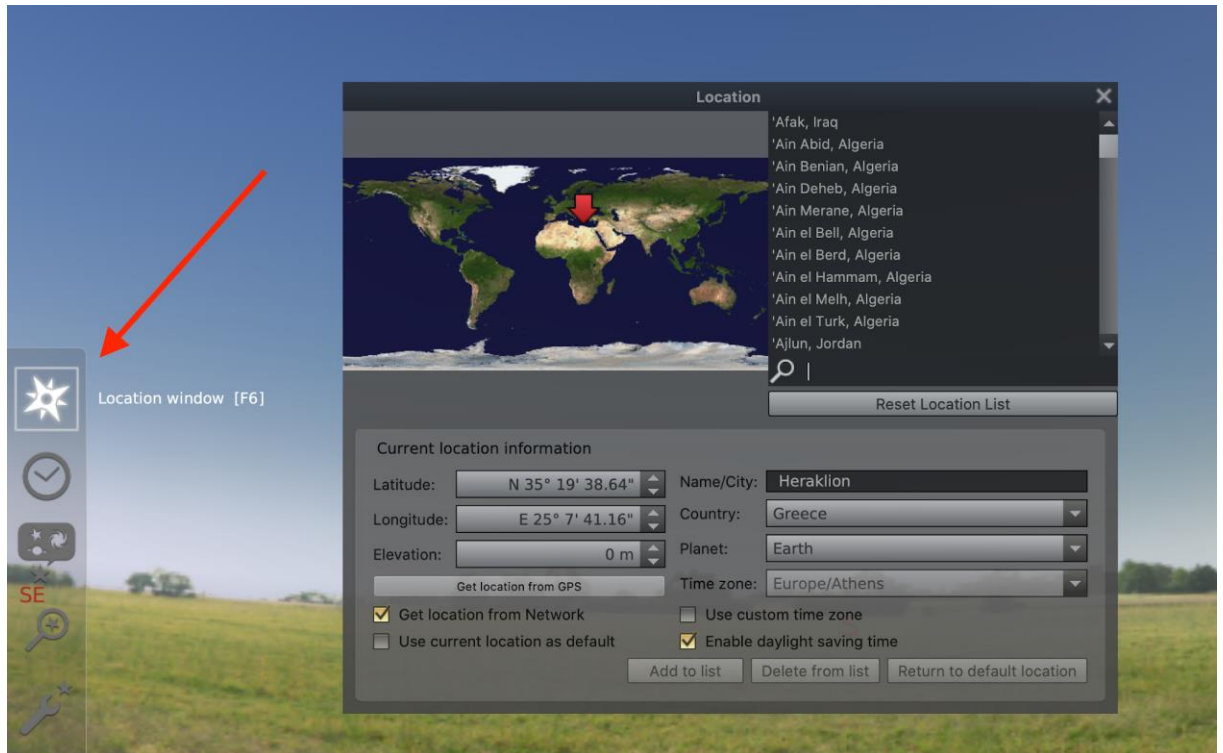 Location
'Afak, Iraq
'Ain Abid, Algeria
'Ain Benian, Algeria
'Ain Deheb, Algeria
'Ain Merane, Algeria
'Ain el Bell, Algeria
'Ain el Berd, Algeria
'Ain el Hammam, Algeria
'Ain el Melh, Algeria
'Ain el Turk, Algeria
'Ajlun, Jordan
Reset Location List
Location window [F6]
SE
Current location information
Latitude: N 35° 19' 38.64" Name/City: Heraklion
Longitude: E 25° 7' 41.16" Country: Greece
Elevation: 0 m Planet: Earth
Get location from GPS Time zone: Europe/Athens
Get location from Network Use custom time zone
Use current location as default Enable daylight saving time
Add to list Delete from list Return to default location